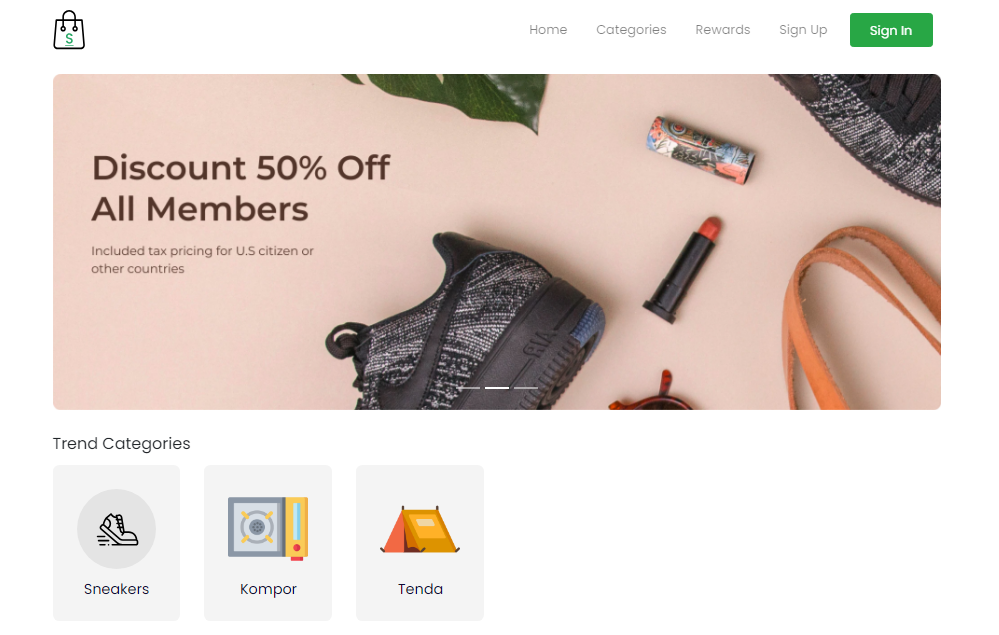 S
Home Categories Rewards Sign Up Sign In
Discount 50% Off
All Members
Included tax pricing for U.S citizen or
other countries
Trend Categories
Sneakers Kompor Tenda